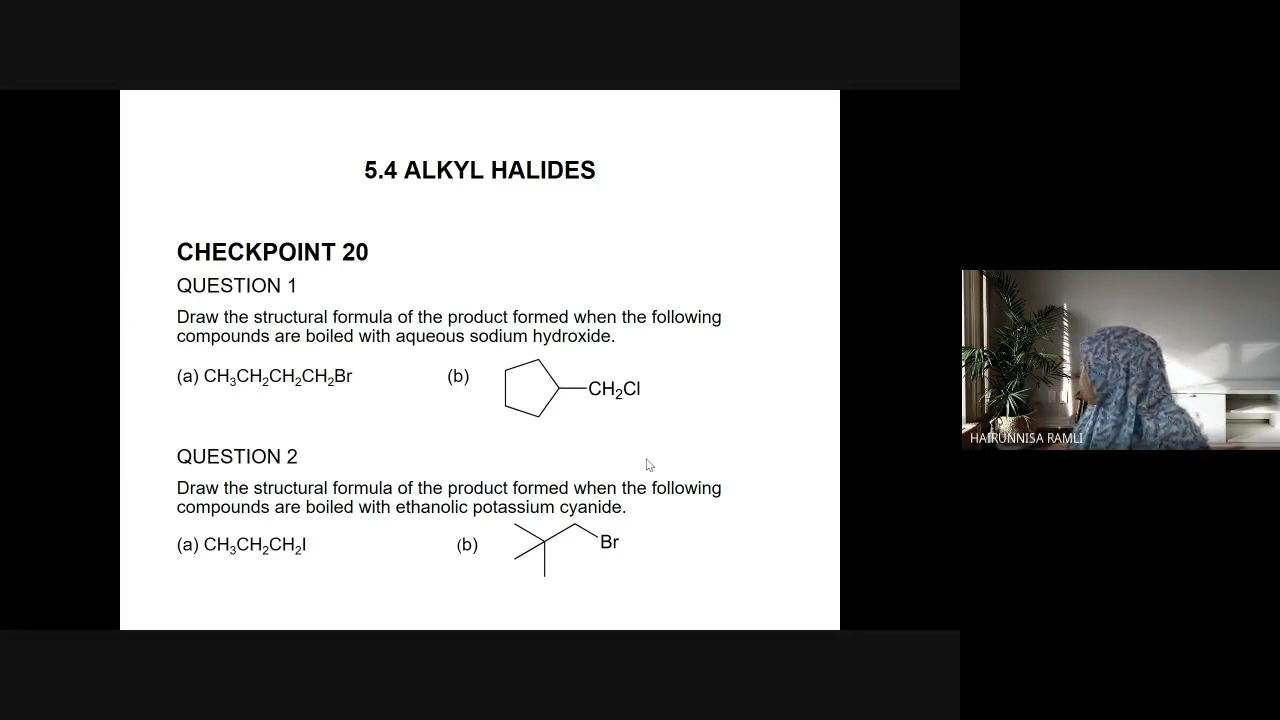 5.4 ALKYL HALIDES
CHECKPOINT 20
QUESTION 1
Draw the structural formula of the product formed when the following
compounds are boiled with aqueous sodium hydroxide.
(a) CH₃CH₂CH₂CH₂Br (b) CH₂Cl
QUESTION 2
Draw the structural formula of the product formed when the following
compounds are boiled with ethanolic potassium cyanide.
(a) CH₃CH₂CH₂I (b) Br
HAIRUNNISA RAMLI